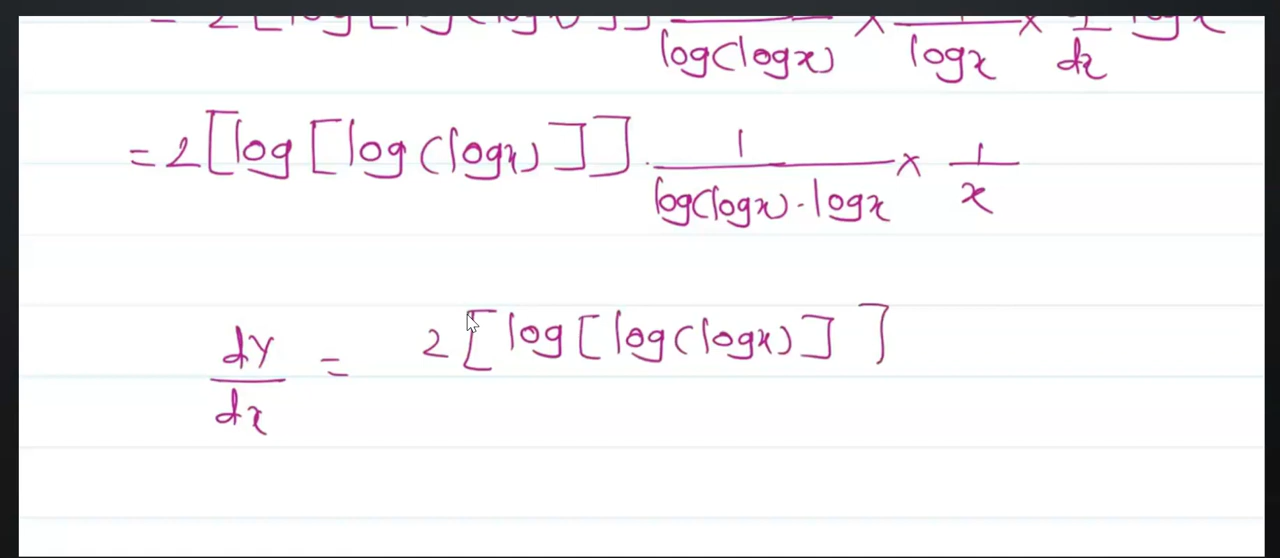 log(logx) × logx × dx logx
= 2 [log [log (logx) ] ] . 1 / log(logx) . logx × 1 / x
dy / dx = 2 [ log [ log (logx) ] ]